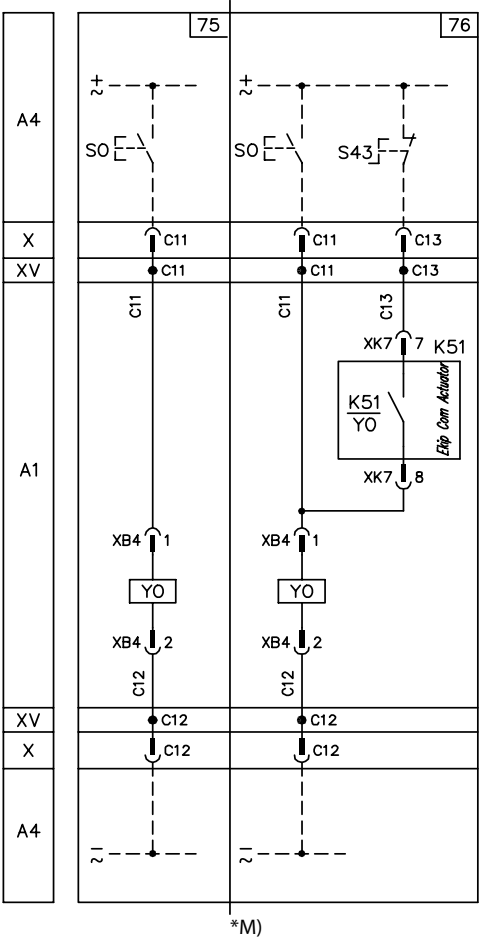 75 76
+ ~ + ~
A4
S0 S0 S43
X C11 C11 C13
XV C11 C11 C13
C11 C11 C13
XK7 7 K51
K51
Y0
Ekip Com Actuator
XK7 8
A1
XB4 1 XB4 1
Y0 Y0
XB4 2 XB4 2
C12 C12
XV C12 C12
X C12 C12
A4
– ~ – ~
*M)